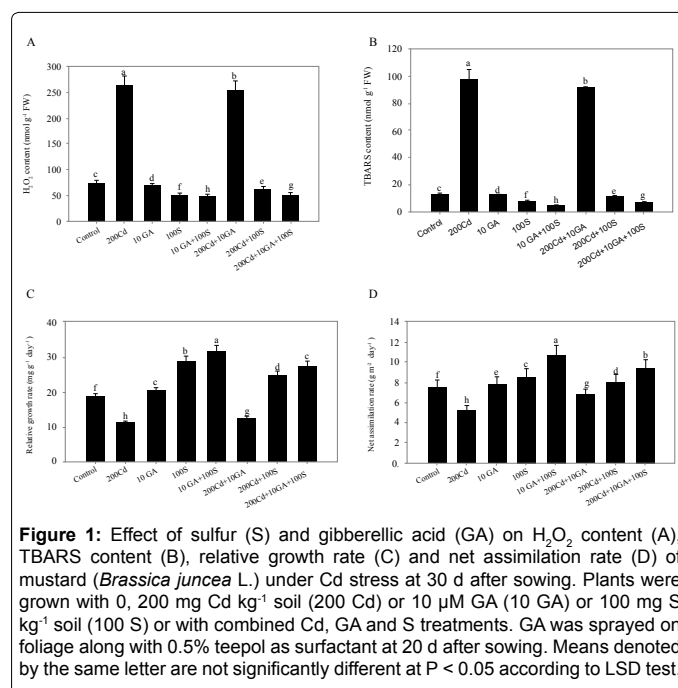 A
H₂O₂ content (nmol g⁻¹ FW)
300
250
200
150
100
50
0
c a d f h b e g
Control 200Cd 10 GA 100S 10 GA+100S 200Cd+10GA 200Cd+100S 200Cd+10GA+100S
B
TBARS content (nmol g⁻¹ FW)
120
100
80
60
40
20
0
c a d f h b e g
Control 200Cd 10 GA 100S 10 GA+100S 200Cd+10GA 200Cd+100S 200Cd+10GA+100S
C
Relative growth rate (mg g⁻¹ day⁻¹)
40
30
20
10
0
f h c b a g d c
Control 200Cd 10 GA 100S 10 GA+100S 200Cd+10GA 200Cd+100S 200Cd+10GA+100S
D
Net assimilation rate (g m⁻² day⁻¹)
14
12
10
8
6
4
2
0.
f h e c a g d b
Control 200Cd 10 GA 100S 10 GA+100S 200Cd+10GA 200Cd+100S 200Cd+10GA+100S
Figure 1: Effect of sulfur (S) and gibberellic acid (GA) on H₂O₂ content (A),
TBARS content (B), relative growth rate (C) and net assimilation rate (D) of
mustard (Brassica juncea L.) under Cd stress at 30 d after sowing. Plants were
grown with 0, 200 mg Cd kg⁻¹ soil (200 Cd) or 10 µM GA (10 GA) or 100 mg S
kg⁻¹ soil (100 S) or with combined Cd, GA and S treatments. GA was sprayed on
foliage along with 0.5% teepol as surfactant at 20 d after sowing. Means denoted
by the same letter are not significantly different at P < 0.05 according to LSD test.